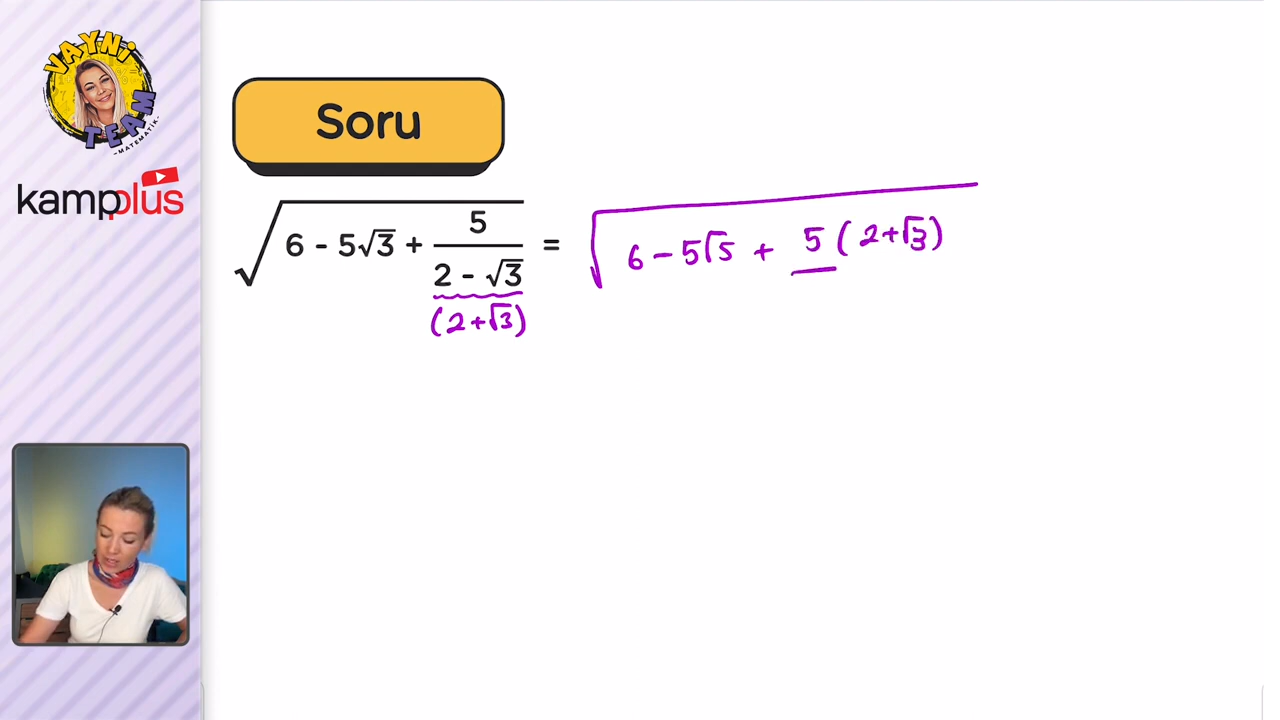 VAYNİ
TEAM
-MATEMATİK-
kampplus
Soru
√(6 - 5√3 + 5/(2 - √3)) = √(6 - 5√5 + 5(2+√3)
(2+√3)